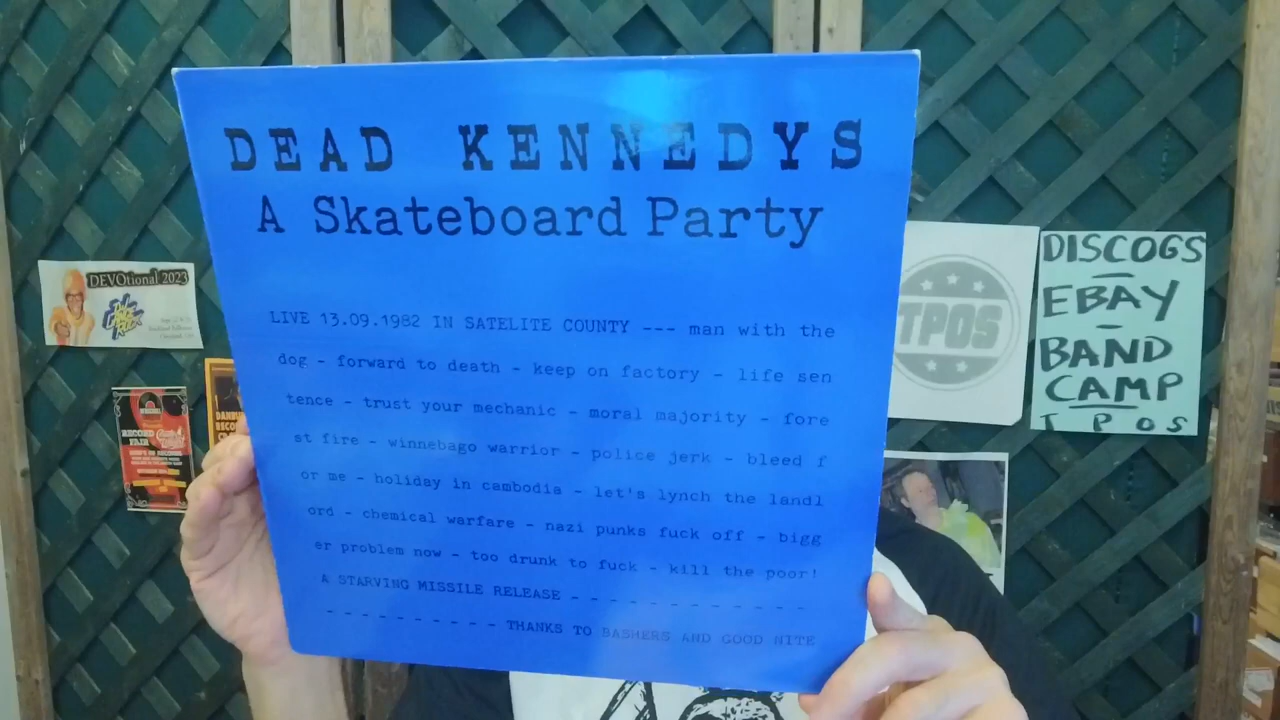 DEAD KENNEDYS
A Skateboard Party
LIVE 13.09.1982 IN SATELITE COUNTY --- man with the
dog - forward to death - keep on factory - life sen
tence - trust your mechanic - moral majority - fore
st fire - winnebago warrior - police jerk - bleed f
or me - holiday in cambodia - let's lynch the landl
ord - chemical warfare - nazi punks fuck off - bigg
er problem now - too drunk to fuck - kill the poor!
A STARVING MISSILE RELEASE - - - - - - - - - - - -
- - - - - - - - - - THANKS TO BASHERS AND GOOD NITE
DEVOtional 2023
RECORD
FAIR
TPOS
DISCOGS
-
EBAY
-
BAND
CAMP
T P O S